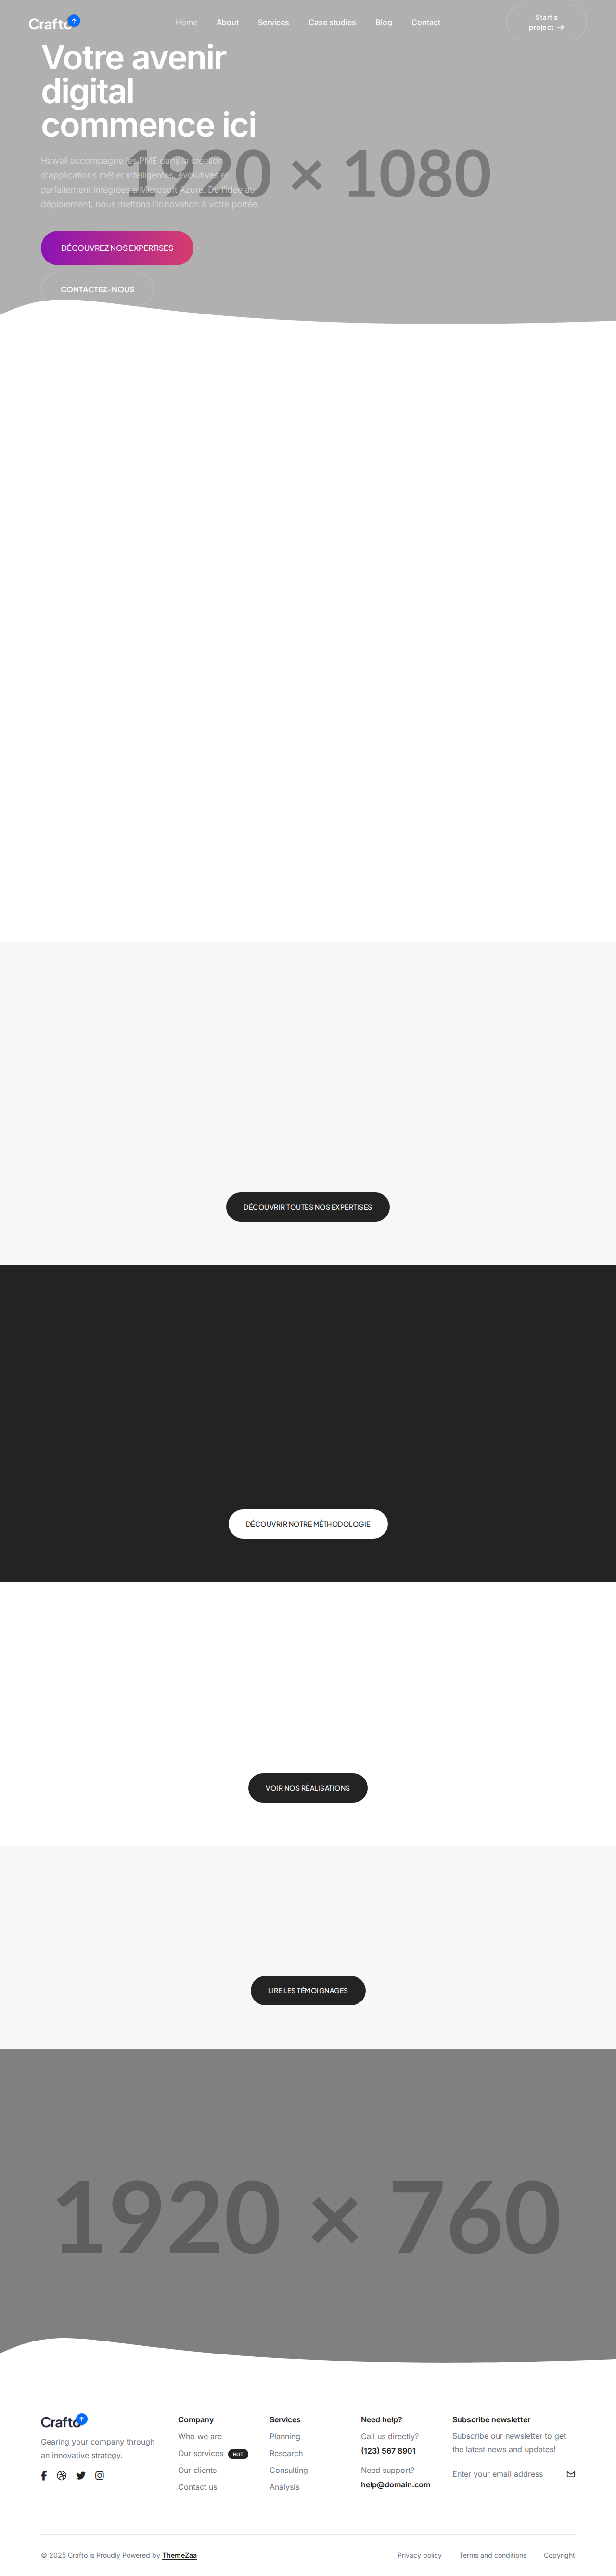 Crafto
Home About Services Case studies Blog Contact
Start a
project →
Votre avenir
digital
commence ici
1920 × 1080
Hawaii accompagne les PME dans la création
d'applications métier intelligentes, évolutives et
parfaitement intégrées à Microsoft Azure. De l'idée au
déploiement, nous mettons l'innovation à votre portée.
DÉCOUVREZ NOS EXPERTISES
CONTACTEZ-NOUS
DÉCOUVRIR TOUTES NOS EXPERTISES
DÉCOUVRIR NOTRE MÉTHODOLOGIE
VOIR NOS RÉALISATIONS
LIRE LES TÉMOIGNAGES
1920 × 760
Crafto
Gearing your company through
an innovative strategy.
Company
Who we are
Our services HOT
Our clients
Contact us
Services
Planning
Research
Consulting
Analysis
Need help?
Call us directly?
(123) 567 8901
Need support?
help@domain.com
Subscribe newsletter
Subscribe our newsletter to get
the latest news and updates!
Enter your email address
© 2025 Crafto is Proudly Powered by ThemeZaa
Privacy policy Terms and conditions Copyright